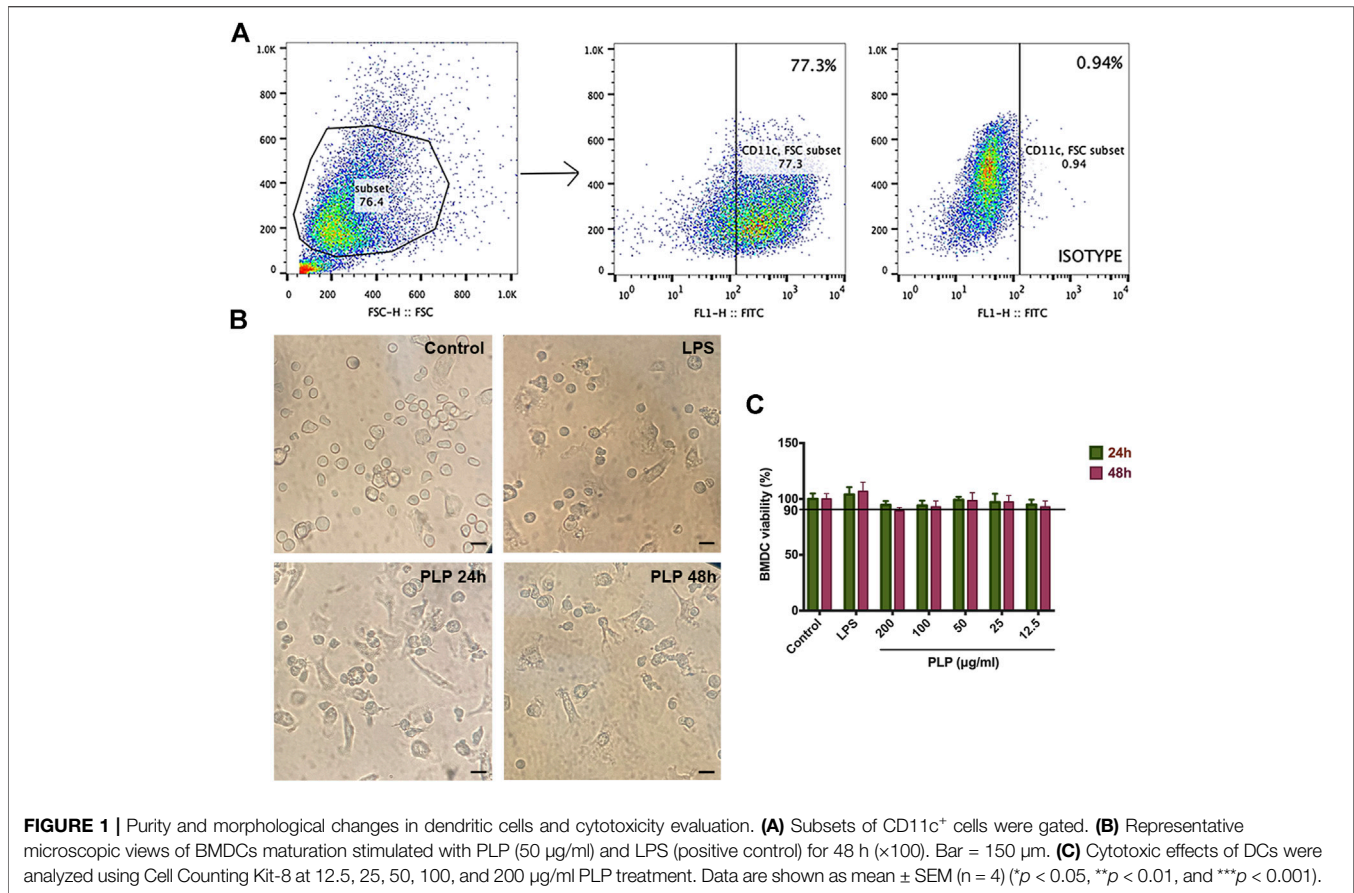 A
1.0K
800
600
400
200
0
subset
76.4
0 200 400 600 800 1.0K
FSC-H :: FSC
1.0K
800
600
400
200
0
77.3%
CD11c, FSC subset
77.3
10⁰ 10¹ 10² 10³ 10⁴
FL1-H :: FITC
1.0K
800
600
400
200
0
0.94%
CD11c, FSC subset
0.94
ISOTYPE
10⁰ 10¹ 10² 10³ 10⁴
FL1-H :: FITC
B
Control
LPS
PLP 24h
PLP 48h
C
BMDC viability (%)
150
100
90
50
0
24h
48h
Control LPS 200 100 50 25 12.5
PLP (µg/ml)
FIGURE 1 | Purity and morphological changes in dendritic cells and cytotoxicity evaluation. (A) Subsets of CD11c⁺ cells were gated. (B) Representative
microscopic views of BMDCs maturation stimulated with PLP (50 µg/ml) and LPS (positive control) for 48 h (×100). Bar = 150 µm. (C) Cytotoxic effects of DCs were
analyzed using Cell Counting Kit-8 at 12.5, 25, 50, 100, and 200 µg/ml PLP treatment. Data are shown as mean ± SEM (n = 4) (*p < 0.05, **p < 0.01, and ***p < 0.001).